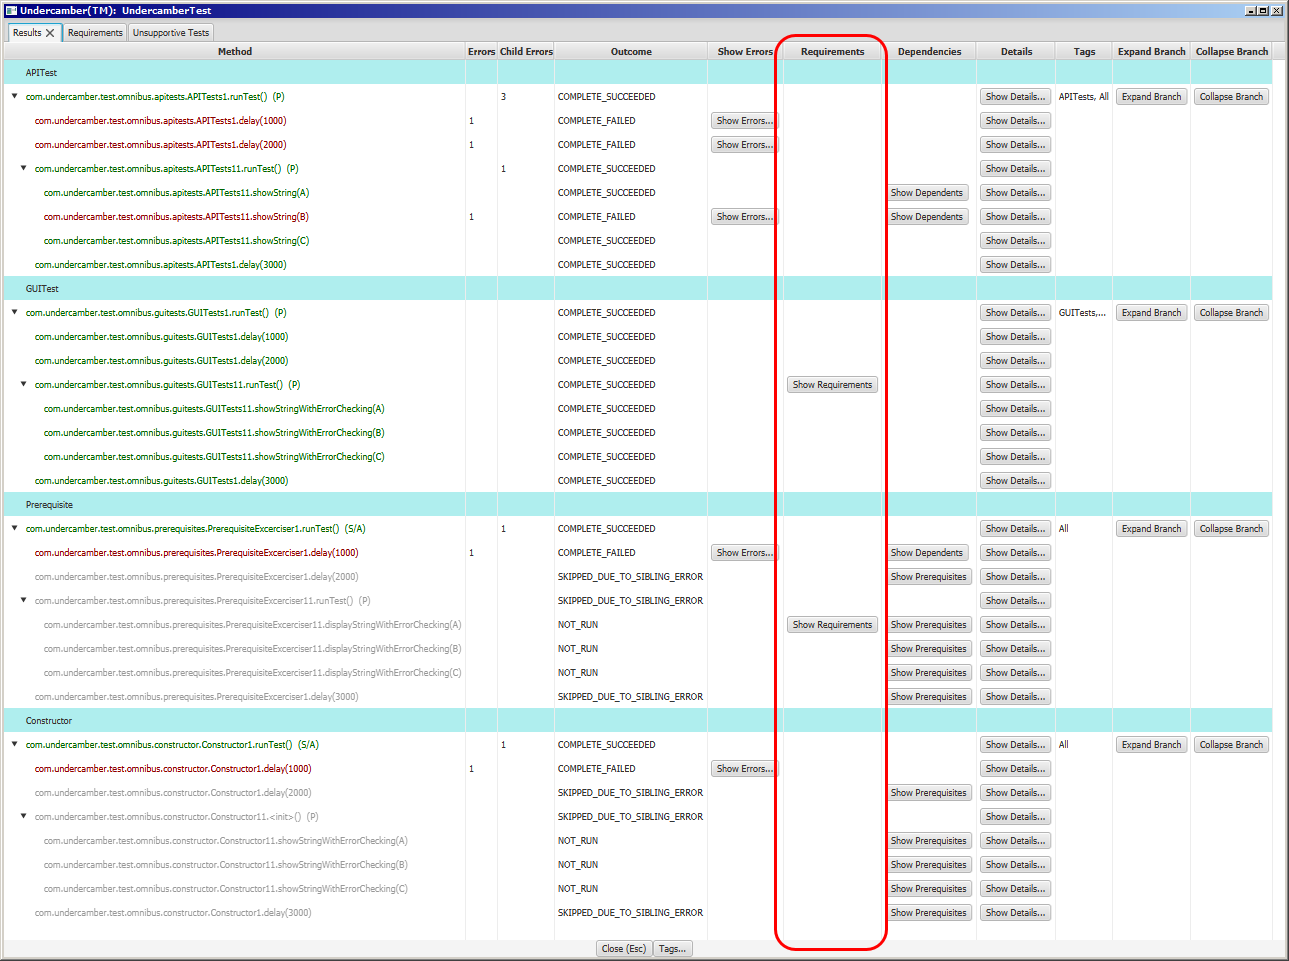 Undercamber(TM):  UndercamberTest
Results Requirements Unsupportive Tests
Method Errors Child Errors Outcome Show Errors Requirements Dependencies Details Tags Expand Branch Collapse Branch
APITest
com.undercamber.test.omnibus.apitests.APITests1.runTest()  (P) 3 COMPLETE_SUCCEEDED Show Details... APITests, All Expand Branch Collapse Branch
com.undercamber.test.omnibus.apitests.APITests1.delay(1000) 1 COMPLETE_FAILED Show Errors... Show Details...
com.undercamber.test.omnibus.apitests.APITests1.delay(2000) 1 COMPLETE_FAILED Show Errors... Show Details...
com.undercamber.test.omnibus.apitests.APITests11.runTest()  (P) 1 COMPLETE_SUCCEEDED Show Details...
com.undercamber.test.omnibus.apitests.APITests11.showString(A) COMPLETE_SUCCEEDED Show Dependents Show Details...
com.undercamber.test.omnibus.apitests.APITests11.showString(B) 1 COMPLETE_FAILED Show Errors... Show Dependents Show Details...
com.undercamber.test.omnibus.apitests.APITests11.showString(C) COMPLETE_SUCCEEDED Show Details...
com.undercamber.test.omnibus.apitests.APITests1.delay(3000) COMPLETE_SUCCEEDED Show Details...
GUITest
com.undercamber.test.omnibus.guitests.GUITests1.runTest()  (P) COMPLETE_SUCCEEDED Show Details... GUITests,... Expand Branch Collapse Branch
com.undercamber.test.omnibus.guitests.GUITests1.delay(1000) COMPLETE_SUCCEEDED Show Details...
com.undercamber.test.omnibus.guitests.GUITests1.delay(2000) COMPLETE_SUCCEEDED Show Details...
com.undercamber.test.omnibus.guitests.GUITests11.runTest()  (P) COMPLETE_SUCCEEDED Show Requirements Show Details...
com.undercamber.test.omnibus.guitests.GUITests11.showStringWithErrorChecking(A) COMPLETE_SUCCEEDED Show Details...
com.undercamber.test.omnibus.guitests.GUITests11.showStringWithErrorChecking(B) COMPLETE_SUCCEEDED Show Details...
com.undercamber.test.omnibus.guitests.GUITests11.showStringWithErrorChecking(C) COMPLETE_SUCCEEDED Show Details...
com.undercamber.test.omnibus.guitests.GUITests1.delay(3000) COMPLETE_SUCCEEDED Show Details...
Prerequisite
com.undercamber.test.omnibus.prerequisites.PrerequisiteExcerciser1.runTest()  (S/A) 1 COMPLETE_SUCCEEDED Show Details... All Expand Branch Collapse Branch
com.undercamber.test.omnibus.prerequisites.PrerequisiteExcerciser1.delay(1000) 1 COMPLETE_FAILED Show Errors... Show Dependents Show Details...
com.undercamber.test.omnibus.prerequisites.PrerequisiteExcerciser1.delay(2000) SKIPPED_DUE_TO_SIBLING_ERROR Show Prerequisites Show Details...
com.undercamber.test.omnibus.prerequisites.PrerequisiteExcerciser11.runTest()  (P) SKIPPED_DUE_TO_SIBLING_ERROR Show Details...
com.undercamber.test.omnibus.prerequisites.PrerequisiteExcerciser11.displayStringWithErrorChecking(A) NOT_RUN Show Requirements Show Prerequisites Show Details...
com.undercamber.test.omnibus.prerequisites.PrerequisiteExcerciser11.displayStringWithErrorChecking(B) NOT_RUN Show Prerequisites Show Details...
com.undercamber.test.omnibus.prerequisites.PrerequisiteExcerciser11.displayStringWithErrorChecking(C) NOT_RUN Show Prerequisites Show Details...
com.undercamber.test.omnibus.prerequisites.PrerequisiteExcerciser1.delay(3000) SKIPPED_DUE_TO_SIBLING_ERROR Show Prerequisites Show Details...
Constructor
com.undercamber.test.omnibus.constructor.Constructor1.runTest()  (S/A) 1 COMPLETE_SUCCEEDED Show Details... All Expand Branch Collapse Branch
com.undercamber.test.omnibus.constructor.Constructor1.delay(1000) 1 COMPLETE_FAILED Show Errors... Show Details...
com.undercamber.test.omnibus.constructor.Constructor1.delay(2000) SKIPPED_DUE_TO_SIBLING_ERROR Show Prerequisites Show Details...
com.undercamber.test.omnibus.constructor.Constructor11.<init>()  (P) SKIPPED_DUE_TO_SIBLING_ERROR Show Details...
com.undercamber.test.omnibus.constructor.Constructor11.showStringWithErrorChecking(A) NOT_RUN Show Prerequisites Show Details...
com.undercamber.test.omnibus.constructor.Constructor11.showStringWithErrorChecking(B) NOT_RUN Show Prerequisites Show Details...
com.undercamber.test.omnibus.constructor.Constructor11.showStringWithErrorChecking(C) NOT_RUN Show Prerequisites Show Details...
com.undercamber.test.omnibus.constructor.Constructor1.delay(3000) SKIPPED_DUE_TO_SIBLING_ERROR Show Prerequisites Show Details...
Close (Esc) Tags...